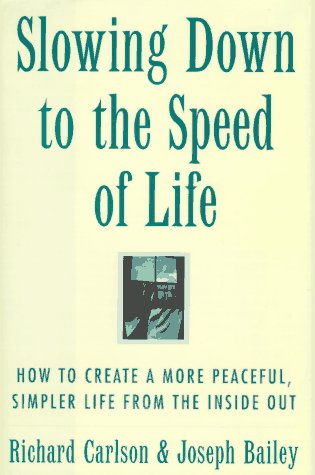 Slowing Down
to the Speed
of Life
HOW TO CREATE A MORE PEACEFUL,
SIMPLER LIFE FROM THE INSIDE OUT
Richard Carlson & Joseph Bailey